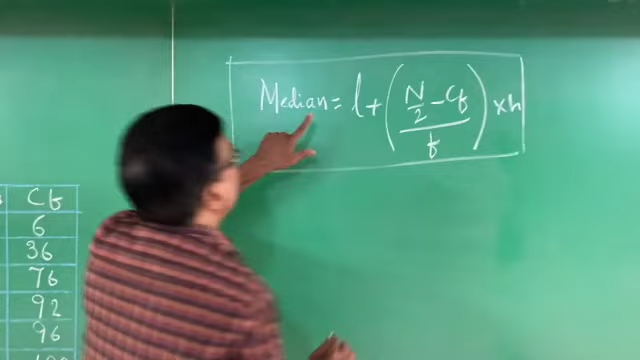 Median = l + ( (N/2 - Cf) / f ) × h
Cf
6
36
76
92
96